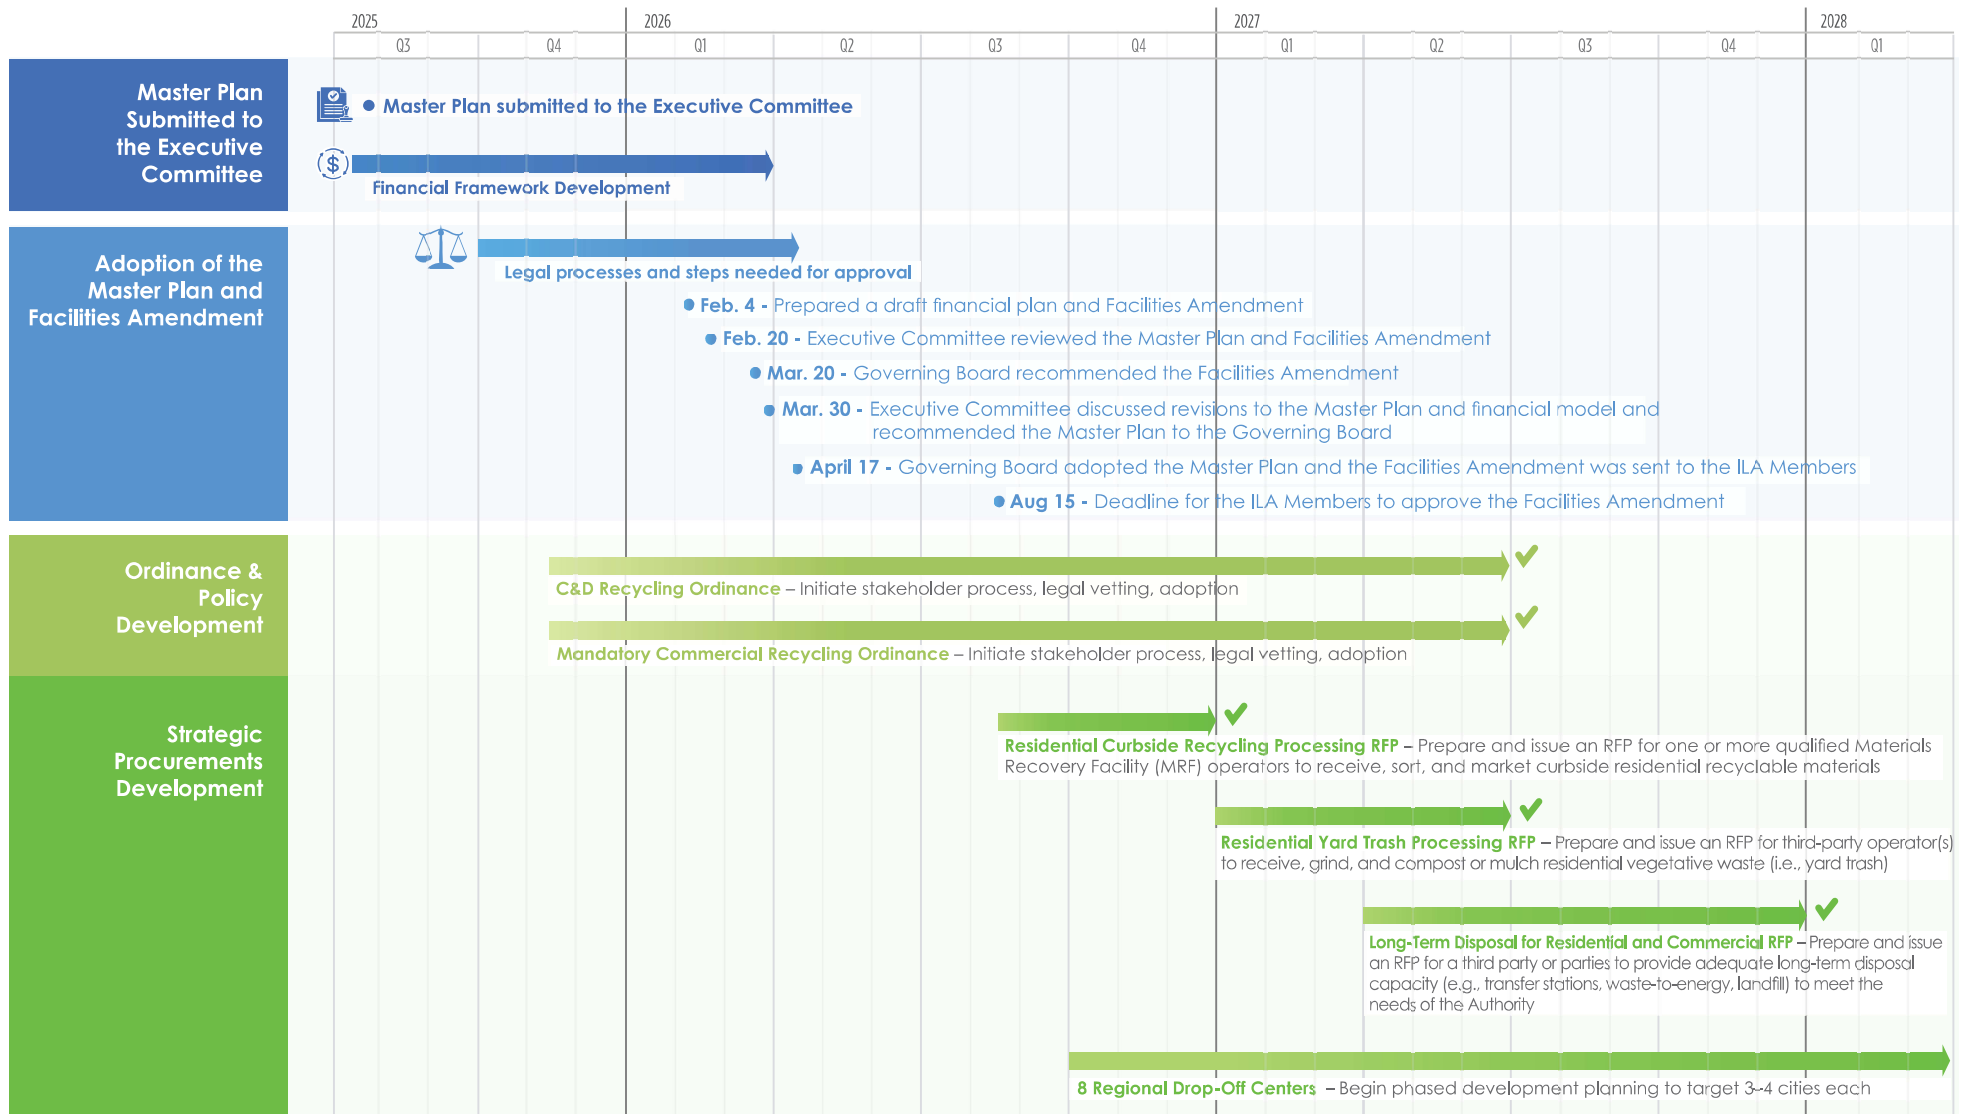 2025
2026
2027
2028
Q3
Q4
Q1
Q2
Q3
Q4
Q1
Q2
Q3
Q4
Q1
Master Plan
Submitted to
the Executive
Committee
Master Plan submitted to the Executive Committee
$
Financial Framework Development
Adoption of the
Master Plan and
Facilities Amendment
Legal processes and steps needed for approval
Feb. 4 - Prepared a draft financial plan and Facilities Amendment
Feb. 20 - Executive Committee reviewed the Master Plan and Facilities Amendment
Mar. 20 - Governing Board recommended the Facilities Amendment
Mar. 30 - Executive Committee discussed revisions to the Master Plan and financial model and
recommended the Master Plan to the Governing Board
April 17 - Governing Board adopted the Master Plan and the Facilities Amendment was sent to the ILA Members
Aug 15 - Deadline for the ILA Members to approve the Facilities Amendment
Ordinance &
Policy
Development
C&D Recycling Ordinance – Initiate stakeholder process, legal vetting, adoption
Mandatory Commercial Recycling Ordinance – Initiate stakeholder process, legal vetting, adoption
Strategic
Procurements
Development
Residential Curbside Recycling Processing RFP – Prepare and issue an RFP for one or more qualified Materials
Recovery Facility (MRF) operators to receive, sort, and market curbside residential recyclable materials
Residential Yard Trash Processing RFP – Prepare and issue an RFP for third-party operator(s)
to receive, grind, and compost or mulch residential vegetative waste (i.e., yard trash)
Long-Term Disposal for Residential and Commercial RFP – Prepare and issue
an RFP for a third party or parties to provide adequate long-term disposal
capacity (e.g., transfer stations, waste-to-energy, landfill) to meet the
needs of the Authority
8 Regional Drop-Off Centers – Begin phased development planning to target 3-4 cities each